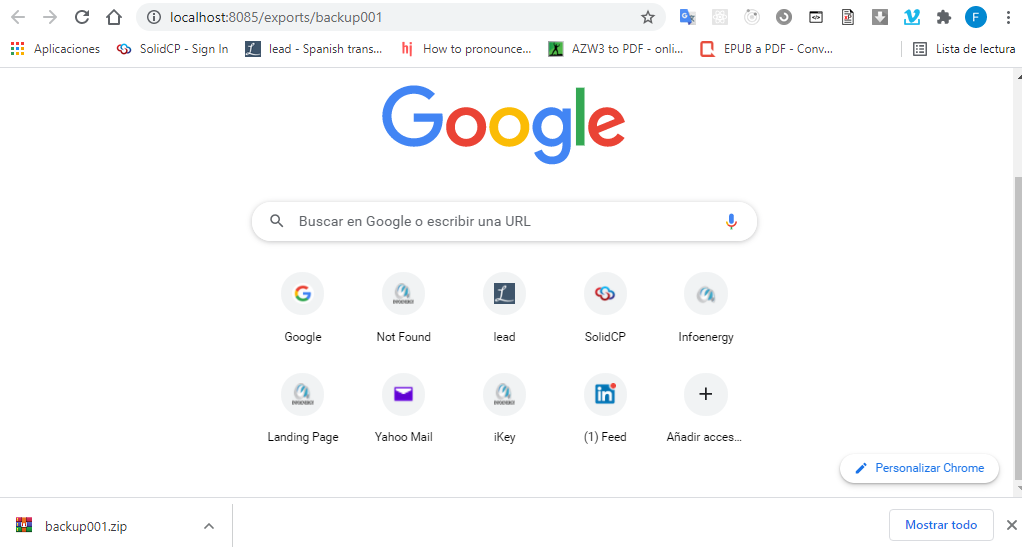 localhost:8085/exports/backup001
F
Aplicaciones
SolidCP - Sign In
lead - Spanish trans...
hj
How to pronounce...
AZW3 to PDF - onli...
EPUB a PDF - Conv...
Lista de lectura
Google
Buscar en Google o escribir una URL
Google
Not Found
lead
SolidCP
Infoenergy
Landing Page
Yahoo Mail
iKey
(1) Feed
Añadir acces...
Personalizar Chrome
backup001.zip
Mostrar todo